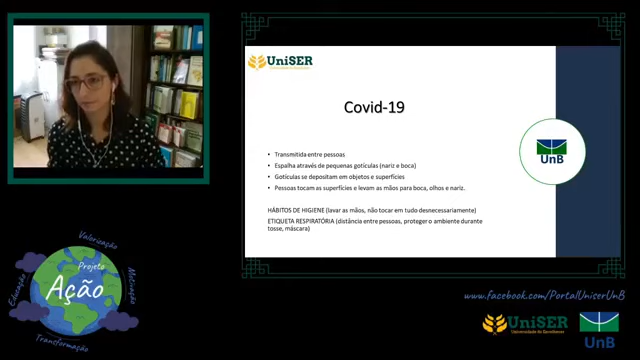 UniSER
Covid-19
• Transmitida entre pessoas
• Espalha através de pequenas gotículas (nariz e boca)
• Gotículas se depositam em objetos e superfícies
• Pessoas tocam as superfícies e levam as mãos para boca, olhos e nariz.
HÁBITOS DE HIGIENE (lavar as mãos, não tocar em tudo desnecessariamente)
ETIQUETA RESPIRATÓRIA (distância entre pessoas, proteger o ambiente durante
tosse, máscara)
UnB
Valorização
Educação
Projeto
Ação
Motivação
Transformação
www.facebook.com/PortalUniserUnB
UniSER
Universidade do Envelhecer
UnB